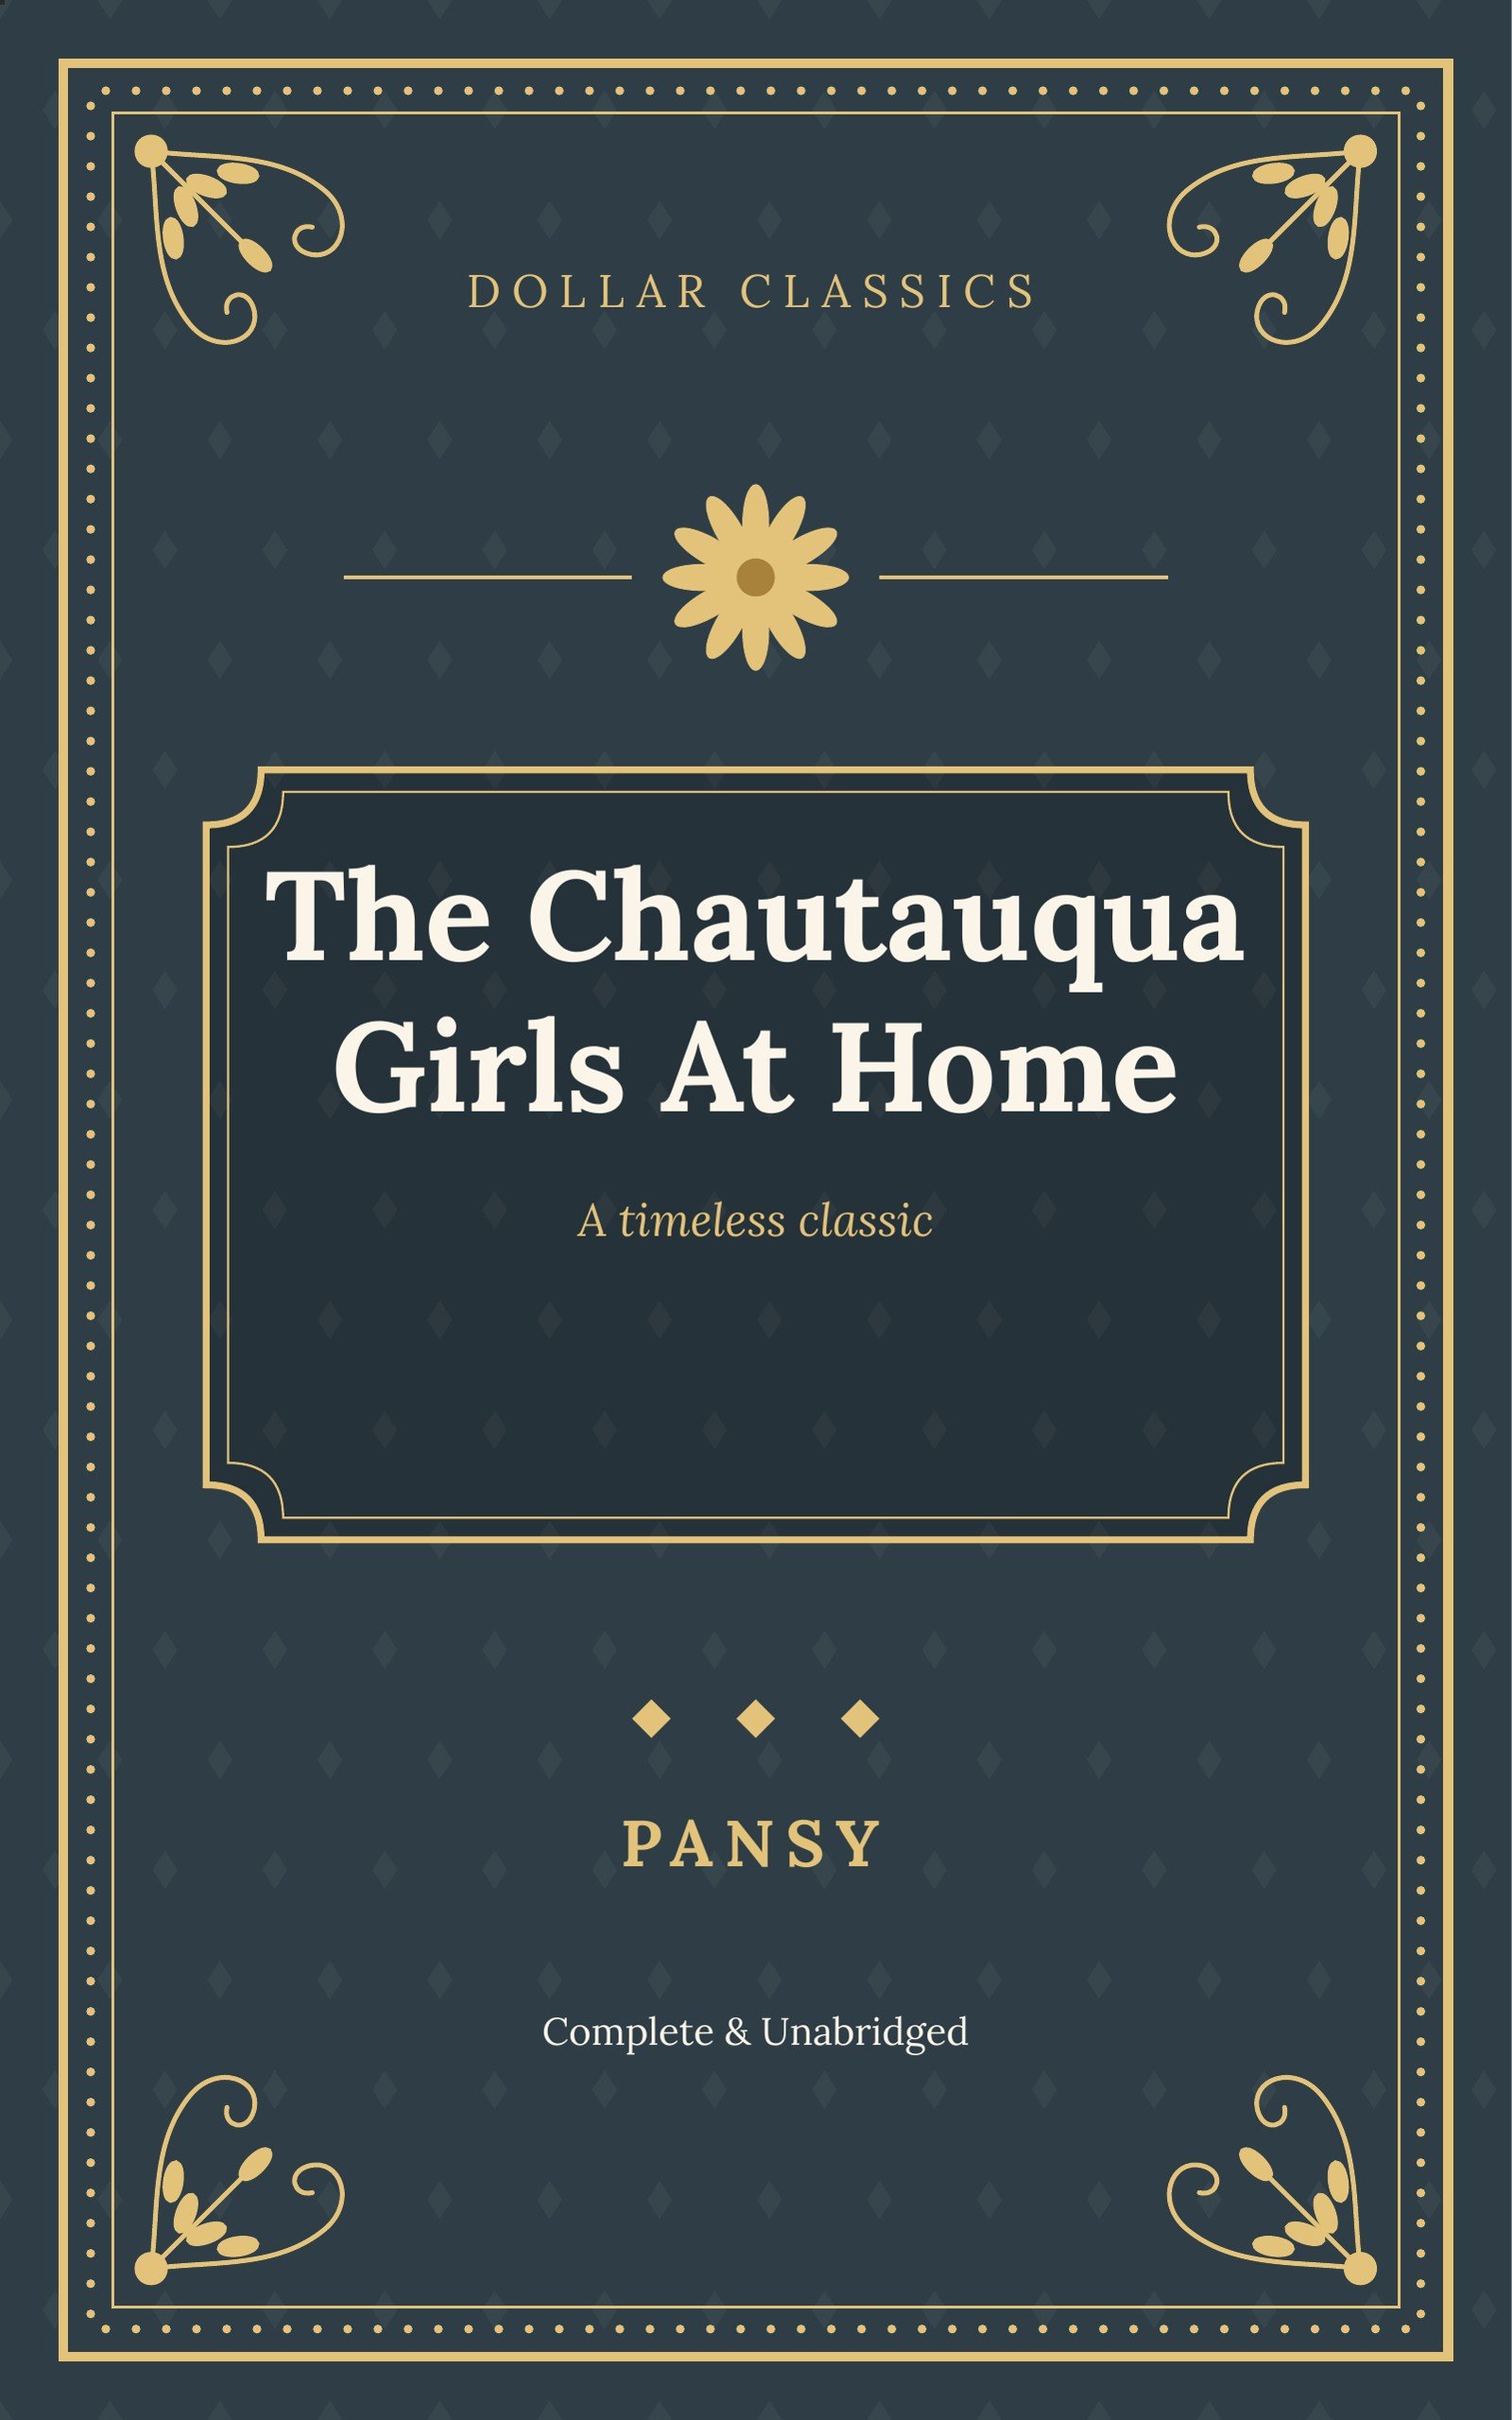 DOLLAR CLASSICS
The Chautauqua
Girls At Home
A timeless classic
PANSY
Complete & Unabridged